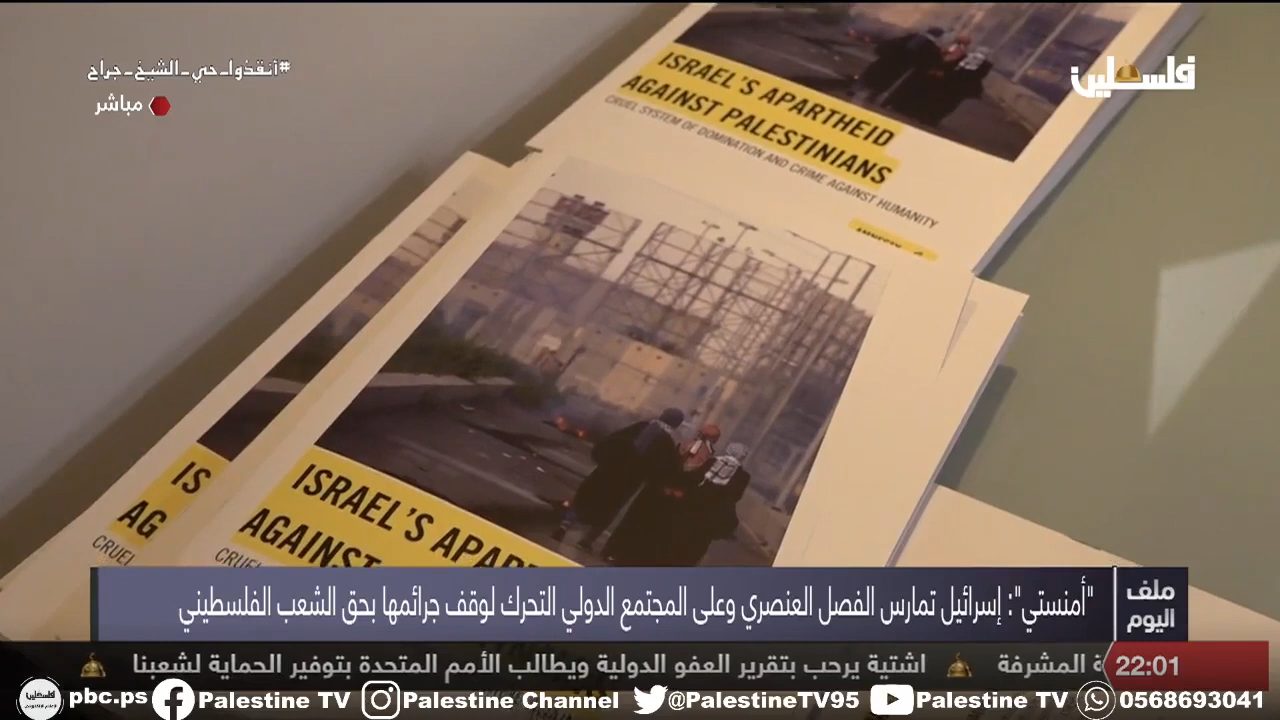 #أنقذوا_حي_الشيخ_جراح
مباشر
فلسطين
ISRAEL'S APARTHEID
AGAINST PALESTINIANS
CRUEL SYSTEM OF DOMINATION AND CRIME AGAINST HUMANITY
IS
AG
CRUEL
ISRAEL'S APAR
AGAINST
CRUEL
ملف
اليوم
"أمنستي": إسرائيل تمارس الفصل العنصري وعلى المجتمع الدولي التحرك لوقف جرائمها بحق الشعب الفلسطيني
22:01
ة المشرفة
اشتية يرحب بتقرير العفو الدولية ويطالب الأمم المتحدة بتوفير الحماية لشعبنا
pbc.ps Palestine TV Palestine Channel @PalestineTV95 Palestine TV 0568693041